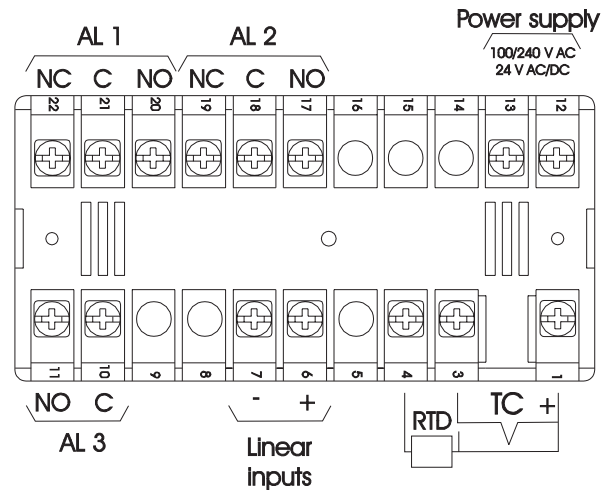 Power supply
100/240 V AC
24 V AC/DC
AL 1 AL 2
NC C NO NC C NO
22 21 20 19 18 17 16 15 14 13 12
11 10 9 8 7 6 5 4 3 1
NO C - + TC +
AL 3 RTD
Linear
inputs